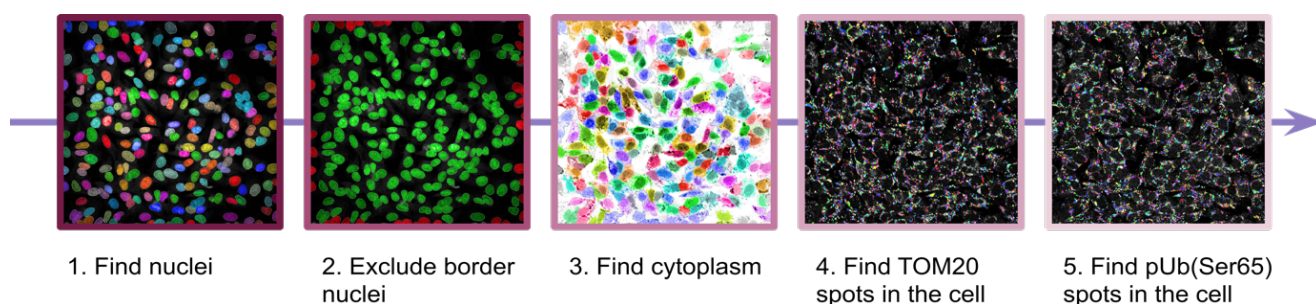 1. Find nuclei
2. Exclude border
nuclei
3. Find cytoplasm
4. Find TOM20
spots in the cell
5. Find pUb(Ser65)
spots in the cell